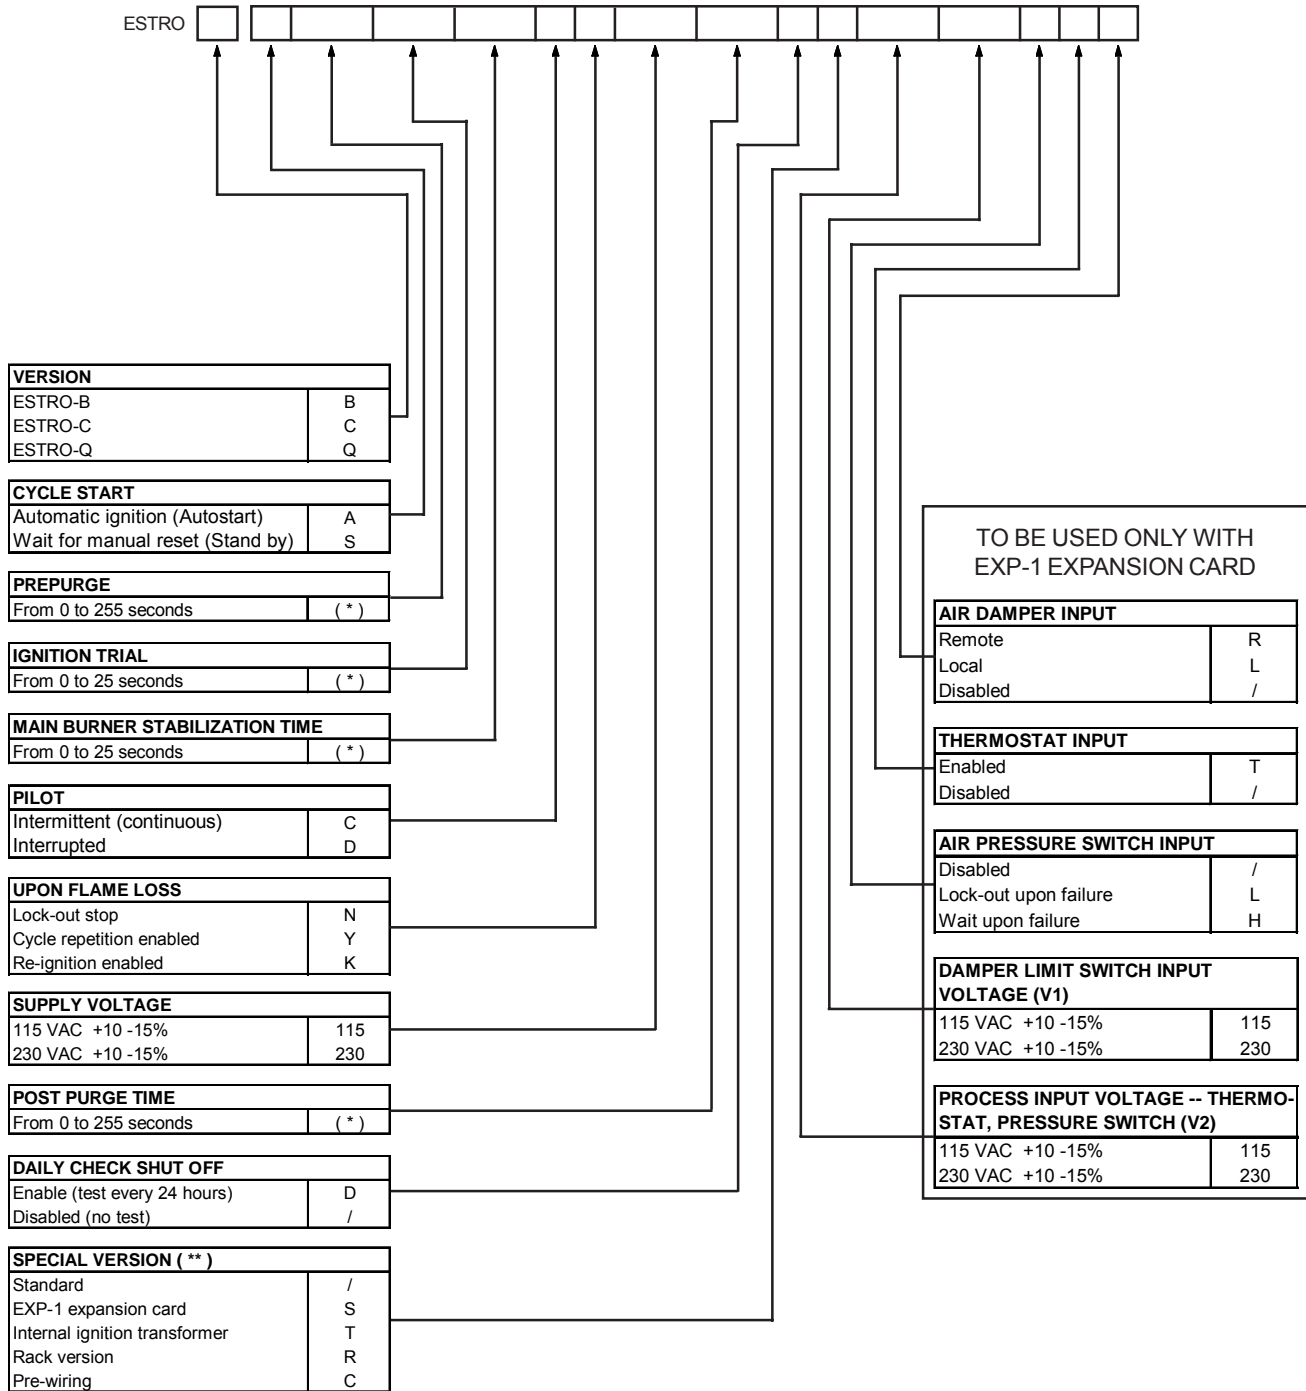 ESTRO
VERSION
ESTRO-B B
ESTRO-C C
ESTRO-Q Q
CYCLE START
Automatic ignition (Autostart) A
Wait for manual reset (Stand by) S
PREPURGE
From 0 to 255 seconds ( * )
IGNITION TRIAL
From 0 to 25 seconds ( * )
MAIN BURNER STABILIZATION TIME
From 0 to 25 seconds ( * )
PILOT
Intermittent (continuous) C
Interrupted D
UPON FLAME LOSS
Lock-out stop N
Cycle repetition enabled Y
Re-ignition enabled K
SUPPLY VOLTAGE
115 VAC +10 -15% 115
230 VAC +10 -15% 230
POST PURGE TIME
From 0 to 255 seconds ( * )
DAILY CHECK SHUT OFF
Enable (test every 24 hours) D
Disabled (no test) /
SPECIAL VERSION ( ** )
Standard /
EXP-1 expansion card S
Internal ignition transformer T
Rack version R
Pre-wiring C
TO BE USED ONLY WITH
EXP-1 EXPANSION CARD
AIR DAMPER INPUT
Remote R
Local L
Disabled /
THERMOSTAT INPUT
Enabled T
Disabled /
AIR PRESSURE SWITCH INPUT
Disabled /
Lock-out upon failure L
Wait upon failure H
DAMPER LIMIT SWITCH INPUT
VOLTAGE (V1)
115 VAC +10 -15% 115
230 VAC +10 -15% 230
PROCESS INPUT VOLTAGE -- THERMO-
STAT, PRESSURE SWITCH (V2)
115 VAC +10 -15% 115
230 VAC +10 -15% 230